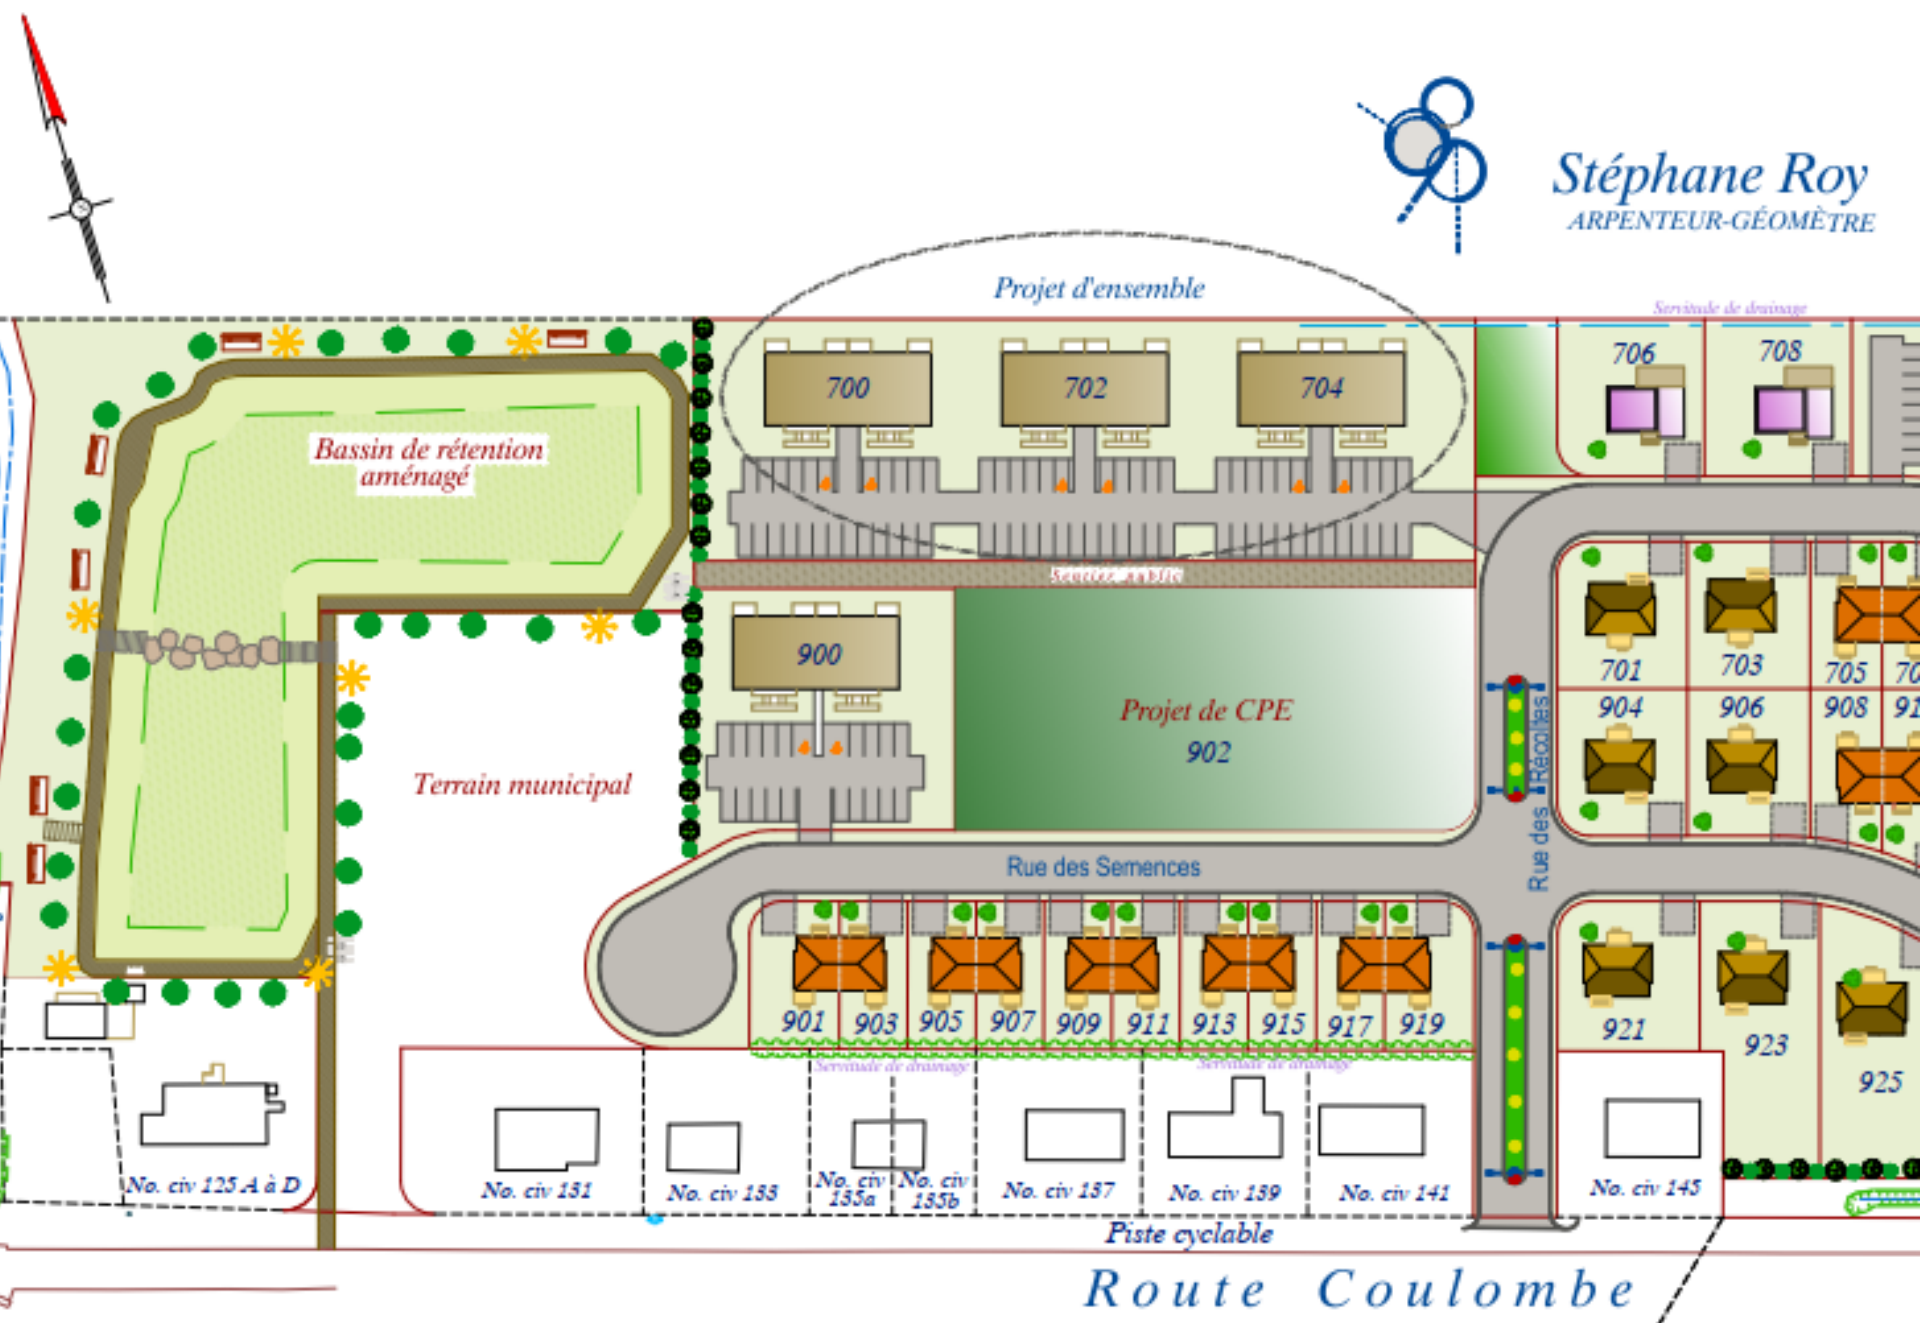 Stéphane Roy
ARPENTEUR-GÉOMÈTRE
Projet d'ensemble
Servitude de drainage
700
702
704
706
708
Bassin de rétention
aménagé
Sentier public
900
Projet de CPE
902
701
703
705
904
906
908
Terrain municipal
Rue des Récoltes
Rue des Semences
901
903
905
907
909
911
913
915
917
919
921
923
925
Servitude de drainage
Servitude de drainage
No. civ 125 A à D
No. civ 131
No. civ 133
No. civ
135a
No. civ
135b
No. civ 137
No. civ 139
No. civ 141
No. civ 145
Piste cyclable
Route Coulombe